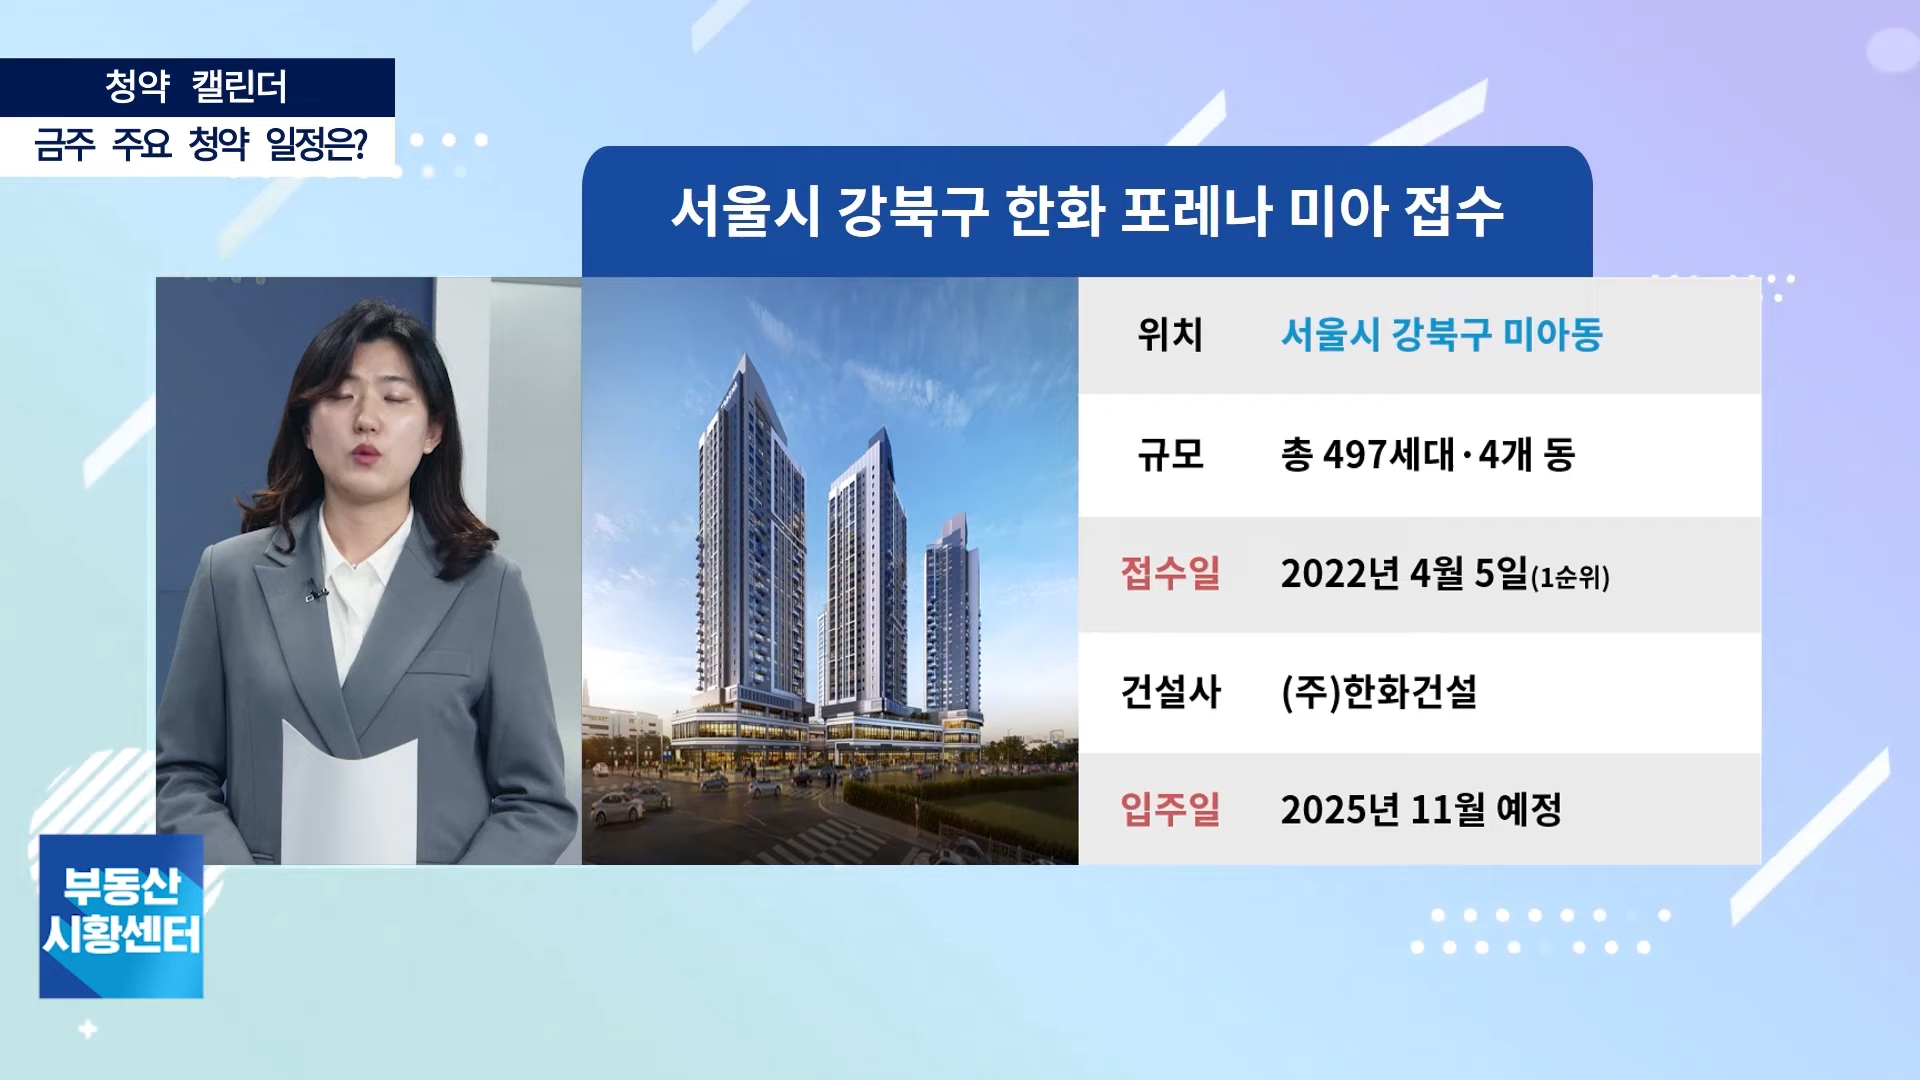 청약 캘린더
금주 주요 청약 일정은?
서울시 강북구 한화 포레나 미아 접수
위치 서울시 강북구 미아동
규모 총 497세대·4개 동
접수일 2022년 4월 5일(1순위)
건설사 (주)한화건설
입주일 2025년 11월 예정
부동산
시황센터